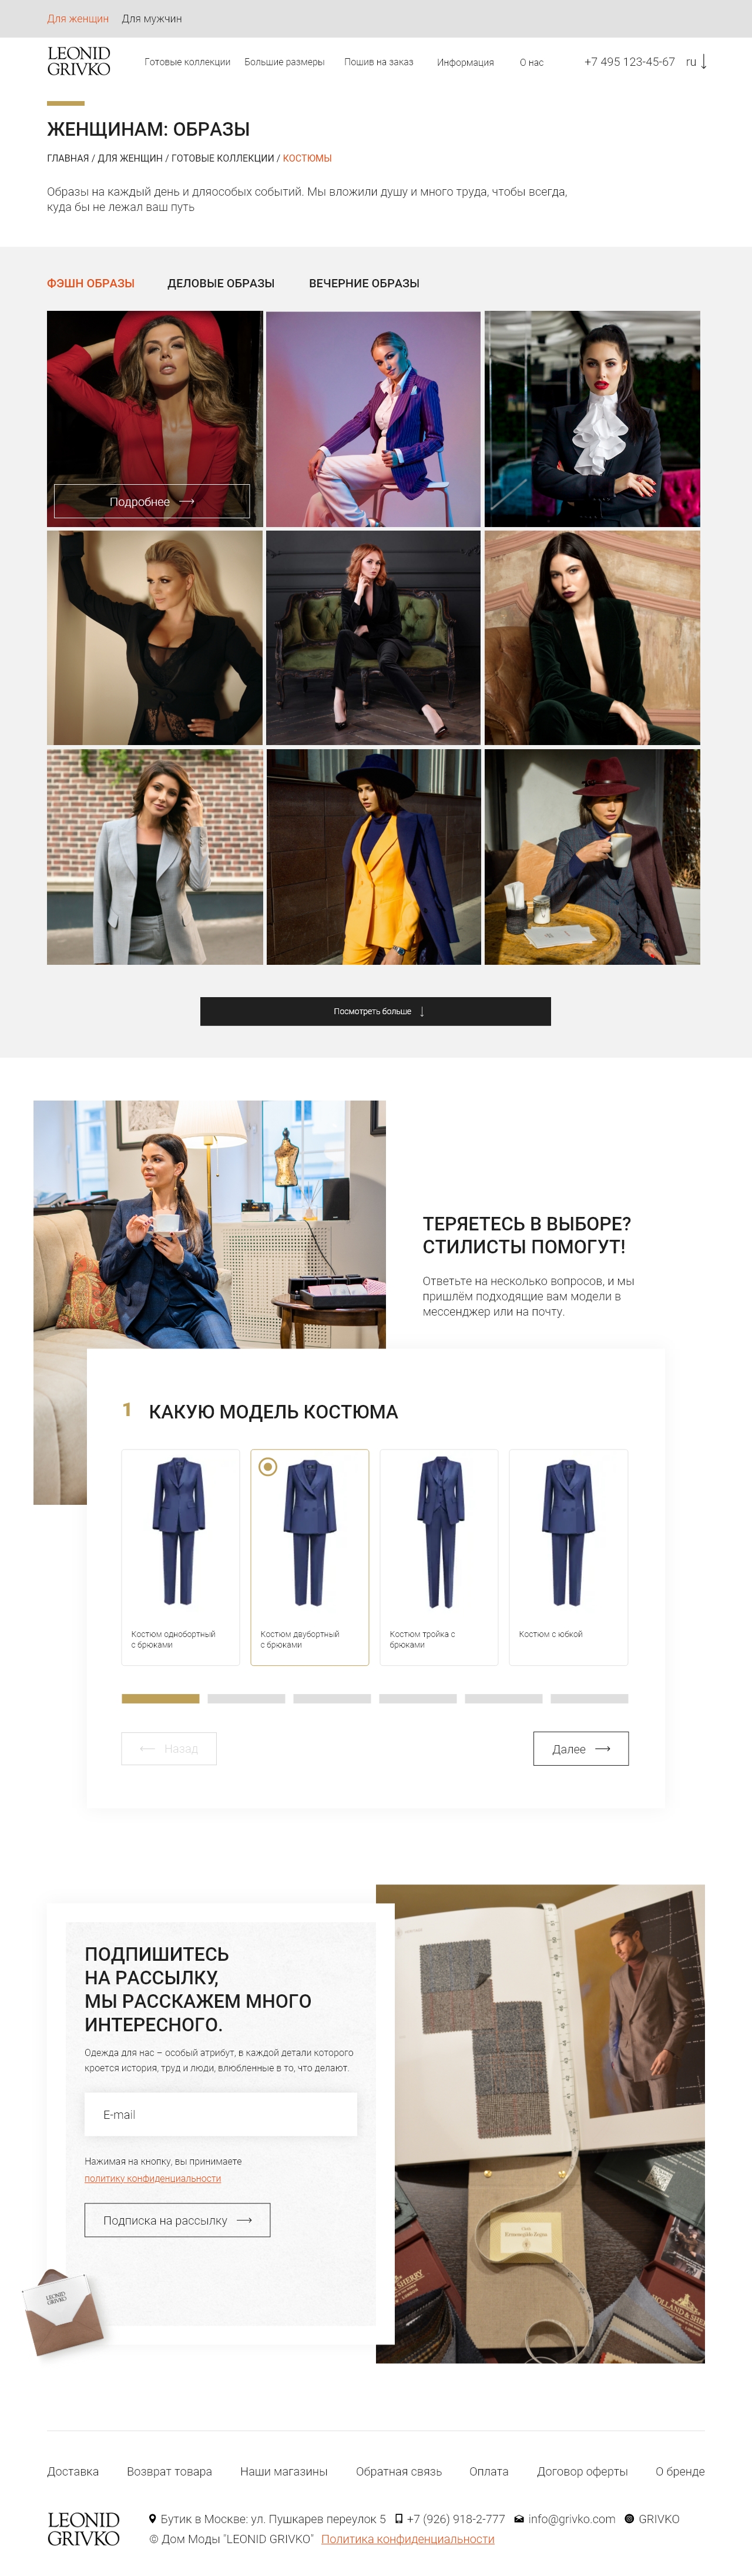 Для женщин Для мужчин
LEONID
GRIVKO
Готовые коллекции Большие размеры Пошив на заказ Информация О нас +7 495 123-45-67 ru
ЖЕНЩИНАМ: ОБРАЗЫ
ГЛАВНАЯ / ДЛЯ ЖЕНЩИН / ГОТОВЫЕ КОЛЛЕКЦИИ / КОСТЮМЫ
Образы на каждый день и дляособых событий. Мы вложили душу и много труда, чтобы всегда,
куда бы не лежал ваш путь
ФЭШН ОБРАЗЫ ДЕЛОВЫЕ ОБРАЗЫ ВЕЧЕРНИЕ ОБРАЗЫ
Подробнее
Посмотреть больше
ТЕРЯЕТЕСЬ В ВЫБОРЕ?
СТИЛИСТЫ ПОМОГУТ!
Ответьте на несколько вопросов, и мы
пришлём подходящие вам модели в
мессенджер или на почту.
1 КАКУЮ МОДЕЛЬ КОСТЮМА
Костюм однобортный
с брюками
Костюм двубортный
с брюками
Костюм тройка с
брюками
Костюм с юбкой
Назад
Далее
ПОДПИШИТЕСЬ
НА РАССЫЛКУ,
МЫ РАССКАЖЕМ МНОГО
ИНТЕРЕСНОГО.
Одежда для нас – особый атрибут, в каждой детали которого
кроется история, труд и люди, влюбленные в то, что делают.
E-mail
Нажимая на кнопку, вы принимаете
политику конфиденциальности
Подписка на рассылку
LEONID
GRIVKO
Ermenegildo Zegna
SHERRY
HOLLAND & SHERRY
Доставка Возврат товара Наши магазины Обратная связь Оплата Договор оферты О бренде
LEONID
GRIVKO
Бутик в Москве: ул. Пушкарев переулок 5 +7 (926) 918-2-777 info@grivko.com GRIVKO
© Дом Моды "LEONID GRIVKO" Политика конфиденциальности